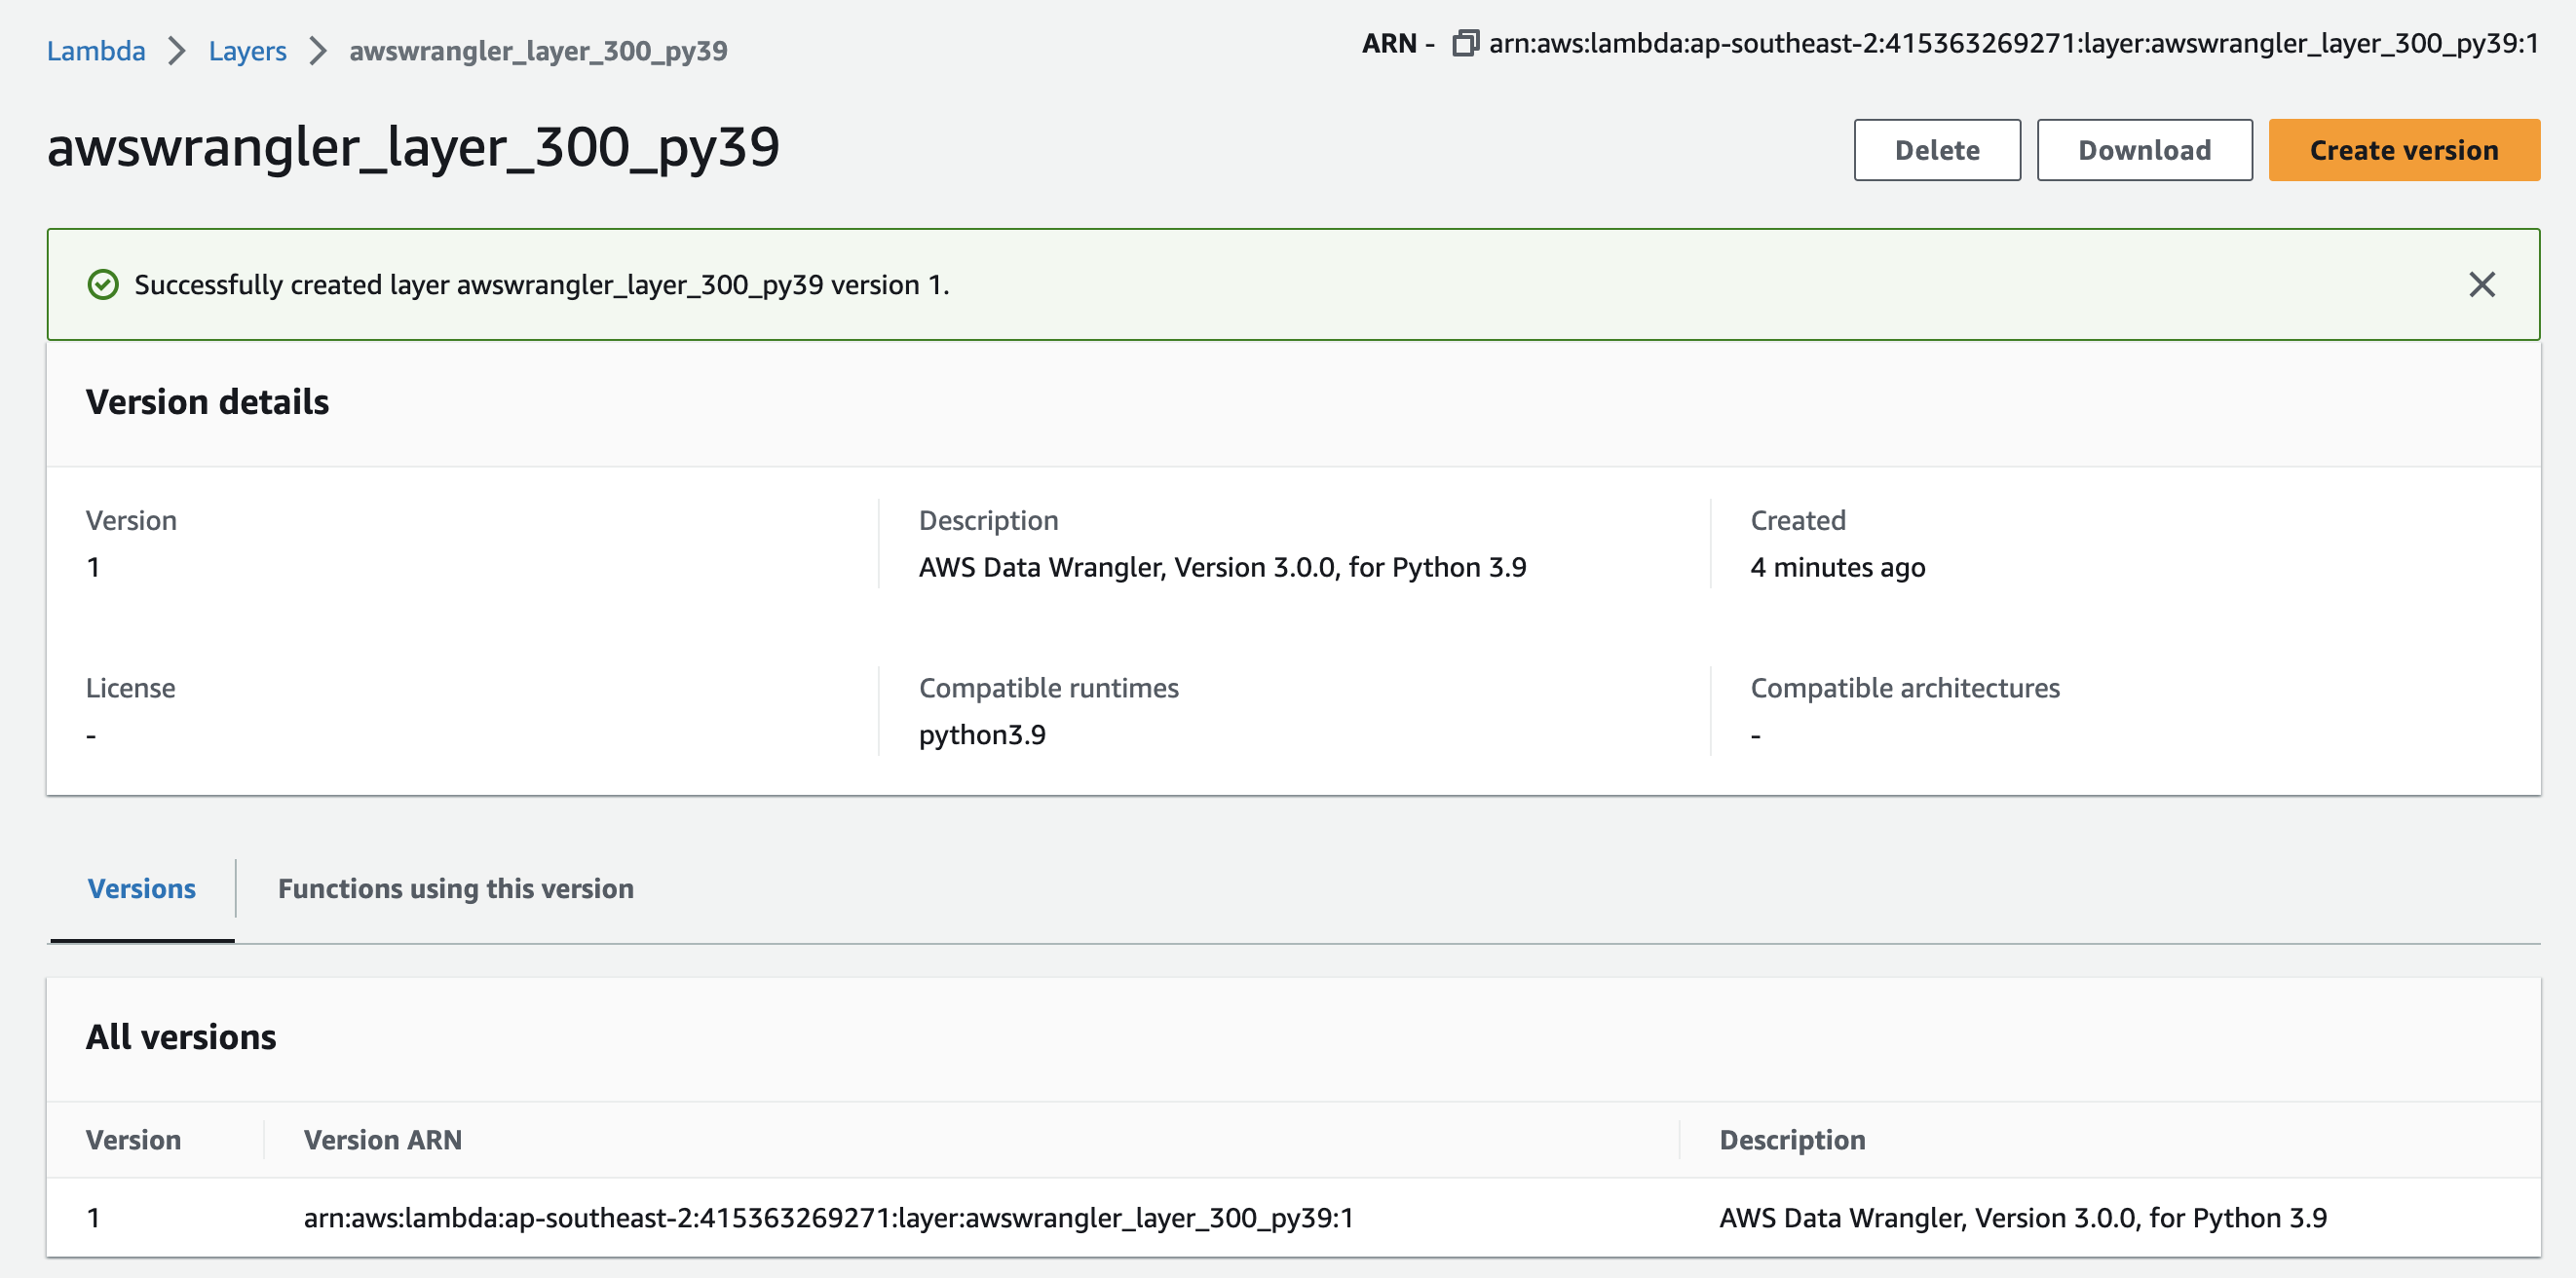 Lambda > Layers > awswrangler_layer_300_py39
ARN - arn:aws:lambda:ap-southeast-2:415363269271:layer:awswrangler_layer_300_py39:1
awswrangler_layer_300_py39
Delete Download Create version
Successfully created layer awswrangler_layer_300_py39 version 1.
Version details
Version Description Created
1 AWS Data Wrangler, Version 3.0.0, for Python 3.9 4 minutes ago
License Compatible runtimes Compatible architectures
- python3.9 -
Versions Functions using this version
All versions
Version Version ARN Description
1 arn:aws:lambda:ap-southeast-2:415363269271:layer:awswrangler_layer_300_py39:1 AWS Data Wrangler, Version 3.0.0, for Python 3.9